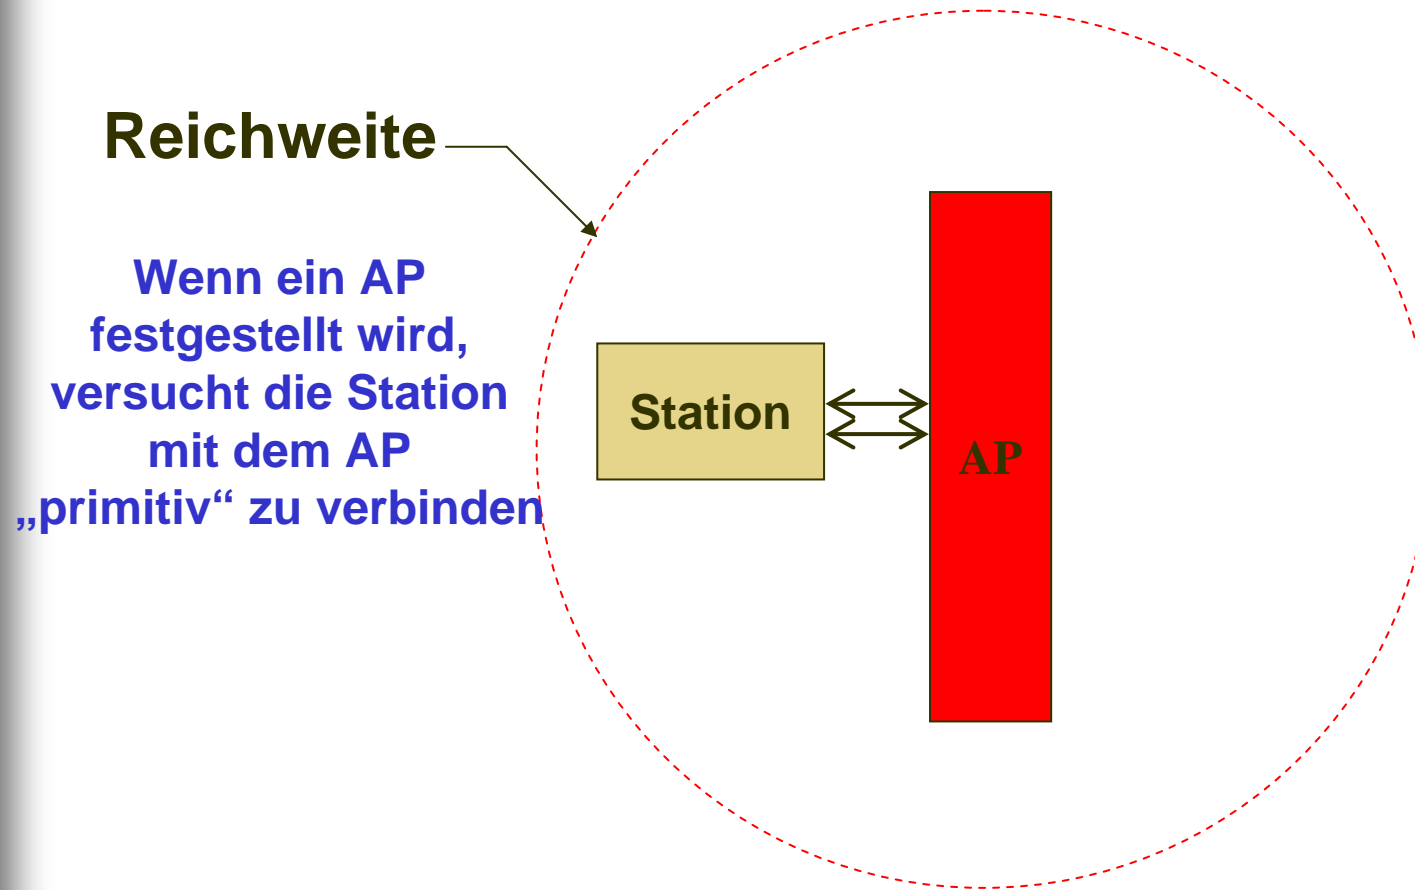 Reichweite
Wenn ein AP
festgestellt wird,
versucht die Station
mit dem AP
„primitiv“ zu verbinden
Station
AP